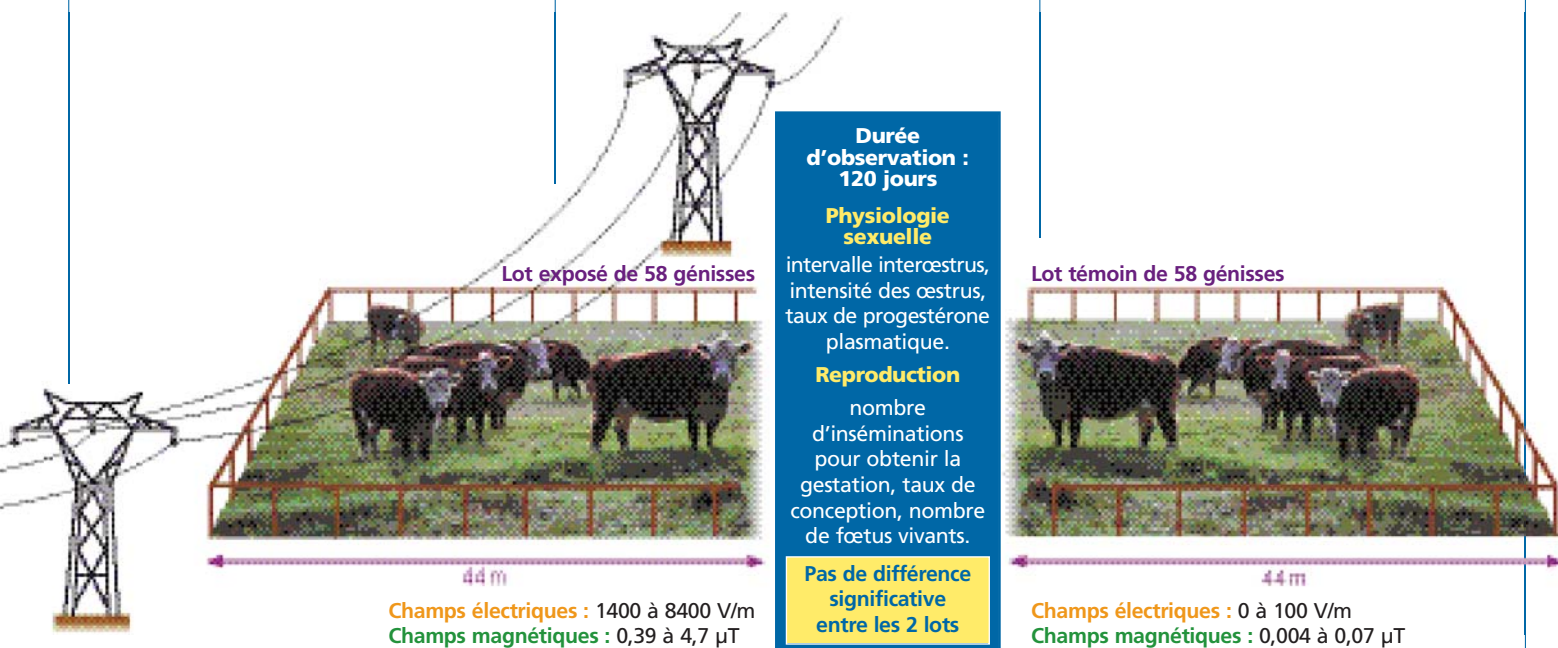 Durée
d'observation :
120 jours
Physiologie
sexuelle
intervalle interœstrus,
intensité des œstrus,
taux de progestérone
plasmatique.
Reproduction
nombre
d'inséminations
pour obtenir la
gestation, taux de
conception, nombre
de fœtus vivants.
Pas de différence
significative
entre les 2 lots
Lot exposé de 58 génisses
44 m
Champs électriques : 1400 à 8400 V/m
Champs magnétiques : 0,39 à 4,7 µT
Lot témoin de 58 génisses
44 m
Champs électriques : 0 à 100 V/m
Champs magnétiques : 0,004 à 0,07 µT